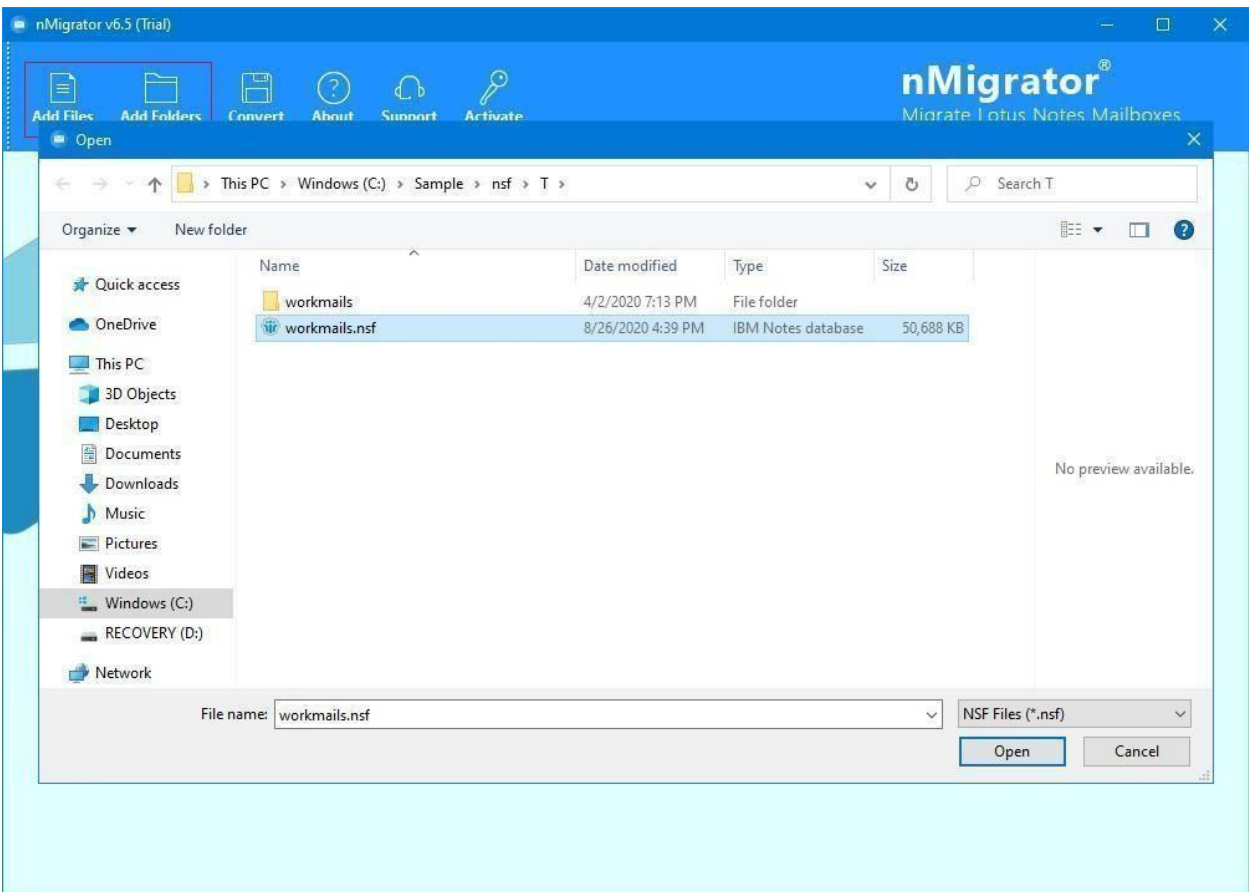 nMigrator v6.5 (Trial)
Add Files Add Folders Convert About Support Activate
nMigrator®
Migrate Lotus Notes Mailboxes
Open
This PC > Windows (C:) > Sample > nsf > T >
Search T
Organize
New folder
Name Date modified Type Size
workmails 4/2/2020 7:13 PM File folder
workmails.nsf 8/26/2020 4:39 PM IBM Notes database 50,688 KB
Quick access
OneDrive
This PC
3D Objects
Desktop
Documents
Downloads
Music
Pictures
Videos
Windows (C:)
RECOVERY (D:)
Network
No preview available.
File name: workmails.nsf
NSF Files (*.nsf)
Open Cancel